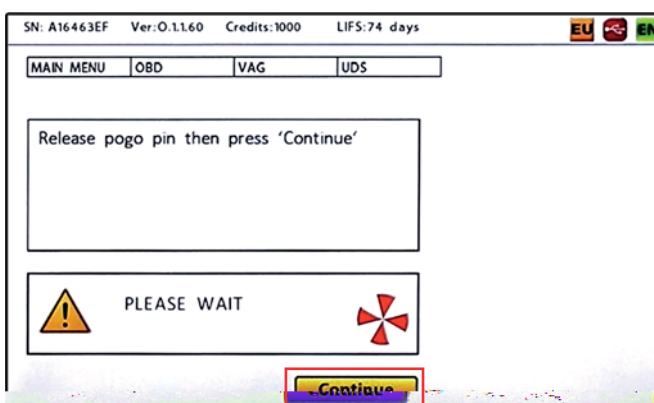 SN: A16463EF Ver:0.1.1.60 Credits:1000 LIFS:74 days EU EN
MAIN MENU OBD VAG UDS
Release pogo pin then press ‘Continue’
PLEASE WAIT
Continue